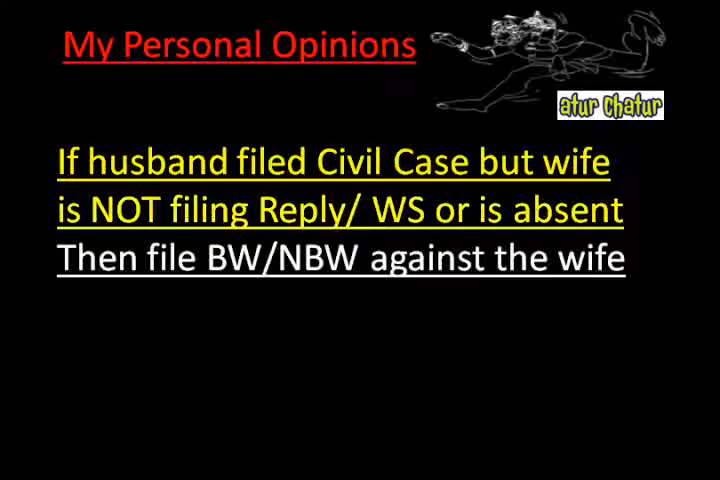 My Personal Opinions
atur chatur
If husband filed Civil Case but wife
is NOT filing Reply/ WS or is absent
Then file BW/NBW against the wife